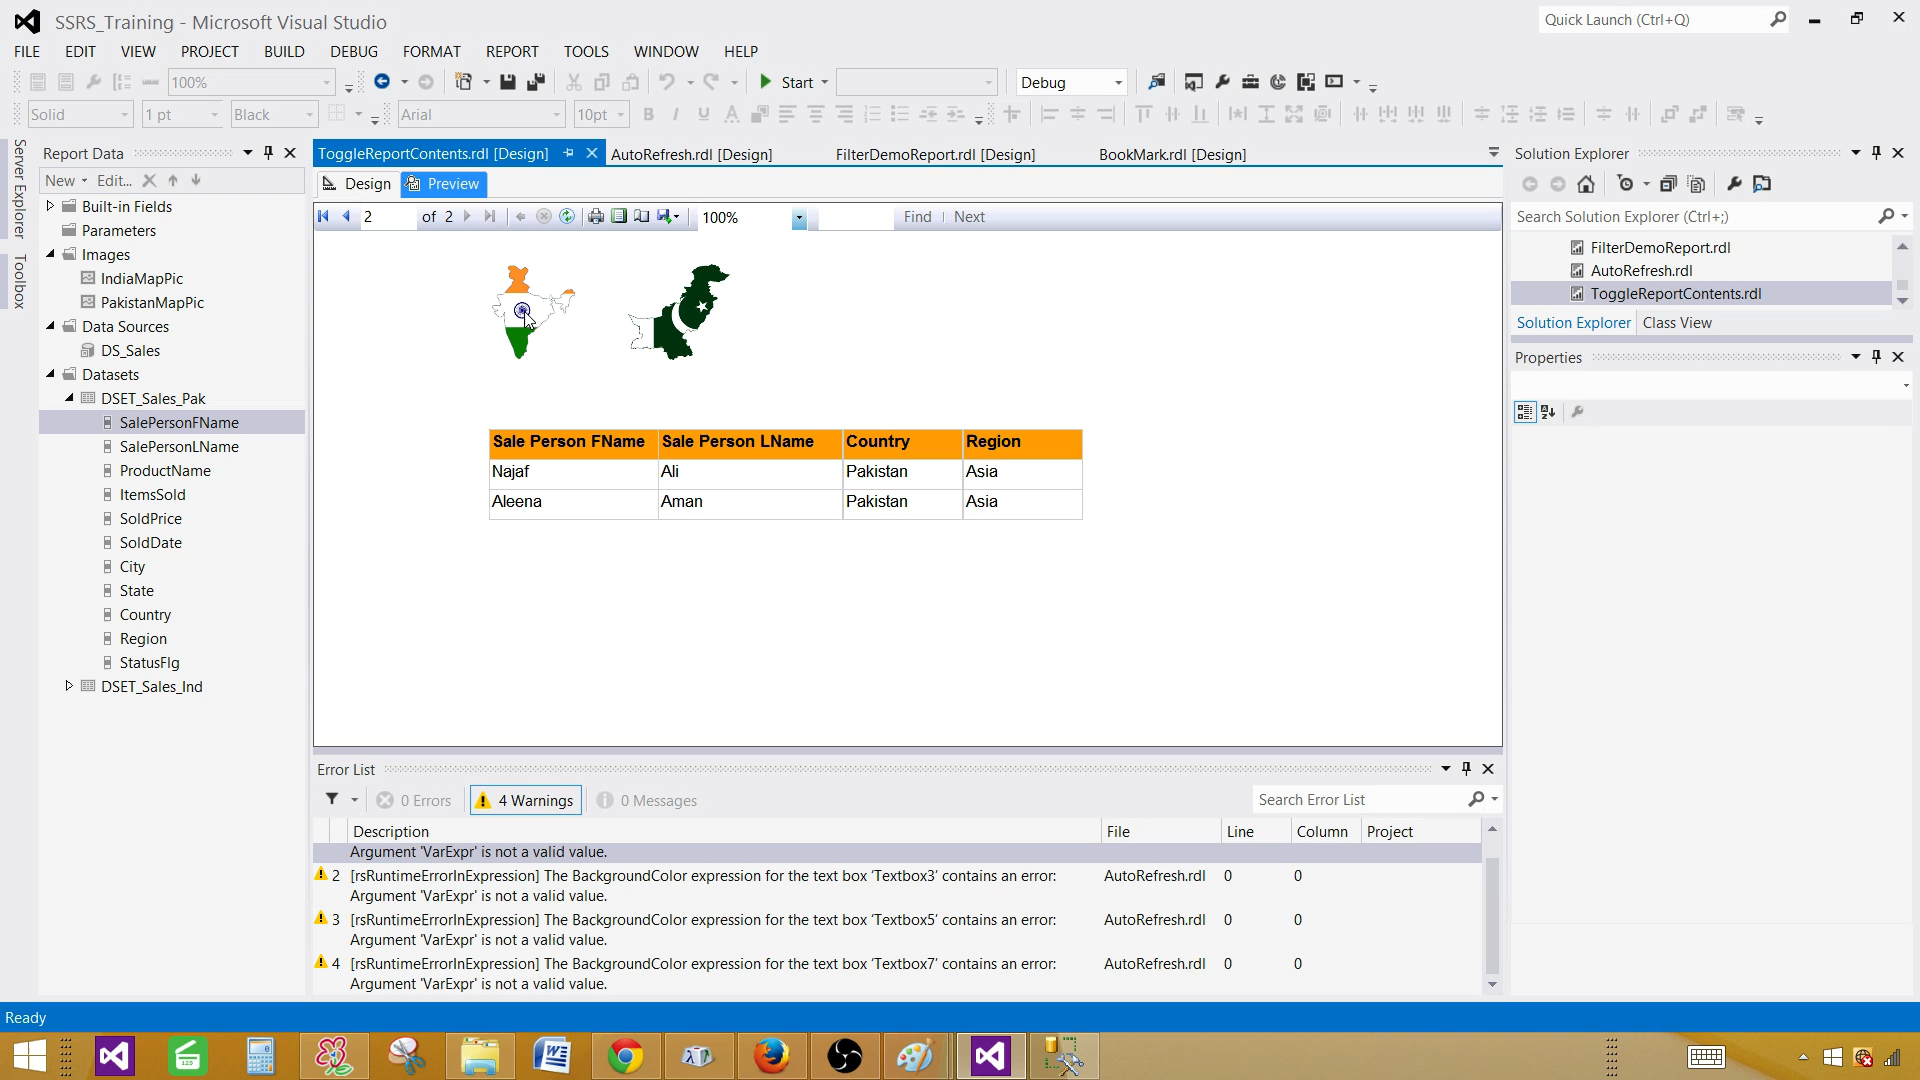 SSRS_Training - Microsoft Visual Studio
Quick Launch (Ctrl+Q)
FILE EDIT VIEW PROJECT BUILD DEBUG FORMAT REPORT TOOLS WINDOW HELP
100% Start Debug
Solid 1 pt Black Arial 10pt B I U A
Server Explorer
Toolbox
Report Data
New Edit...
Built-in Fields
Parameters
Images
IndiaMapPic
PakistanMapPic
Data Sources
DS_Sales
Datasets
DSET_Sales_Pak
SalePersonFName
SalePersonLName
ProductName
ItemsSold
SoldPrice
SoldDate
City
State
Country
Region
StatusFlg
DSET_Sales_Ind
ToggleReportContents.rdl [Design] AutoRefresh.rdl [Design] FilterDemoReport.rdl [Design] BookMark.rdl [Design]
Design Preview
2 of 2 100% Find | Next
Sale Person FName Sale Person LName Country Region
Najaf Ali Pakistan Asia
Aleena Aman Pakistan Asia
Error List
0 Errors 4 Warnings 0 Messages Search Error List
Description File Line Column Project
Argument 'VarExpr' is not a valid value.
2 [rsRuntimeErrorInExpression] The BackgroundColor expression for the text box 'Textbox3' contains an error: AutoRefresh.rdl 0 0
Argument 'VarExpr' is not a valid value.
3 [rsRuntimeErrorInExpression] The BackgroundColor expression for the text box 'Textbox5' contains an error: AutoRefresh.rdl 0 0
Argument 'VarExpr' is not a valid value.
4 [rsRuntimeErrorInExpression] The BackgroundColor expression for the text box 'Textbox7' contains an error: AutoRefresh.rdl 0 0
Argument 'VarExpr' is not a valid value.
Solution Explorer
Search Solution Explorer (Ctrl+;)
FilterDemoReport.rdl
AutoRefresh.rdl
ToggleReportContents.rdl
Solution Explorer Class View
Properties
Ready